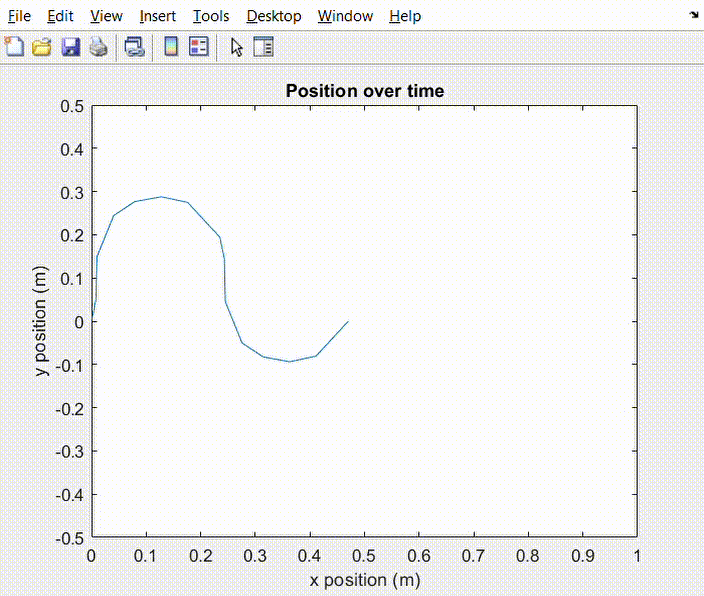 File Edit View Insert Tools Desktop Window Help
Position over time
0.5
0.4
0.3
0.2
0.1
0
-0.1
-0.2
-0.3
-0.4
-0.5
y position (m)
0 0.1 0.2 0.3 0.4 0.5 0.6 0.7 0.8 0.9 1
x position (m)